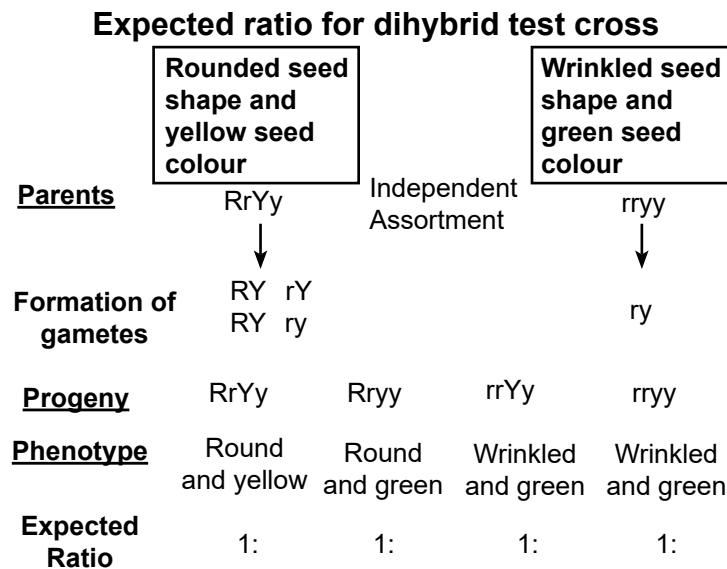 Expected ratio for dihybrid test cross
Rounded seed
shape and
yellow seed
colour
Wrinkled seed
shape and
green seed
colour
Parents
RrYy
Independent
Assortment
rryy
Formation of
gametes
RY rY
RY ry
ry
Progeny
RrYy
Rryy
rrYy
rryy
Phenotype
Round
and yellow
Round
and green
Wrinkled
and green
Wrinkled
and green
Expected
Ratio
1:
1:
1:
1: